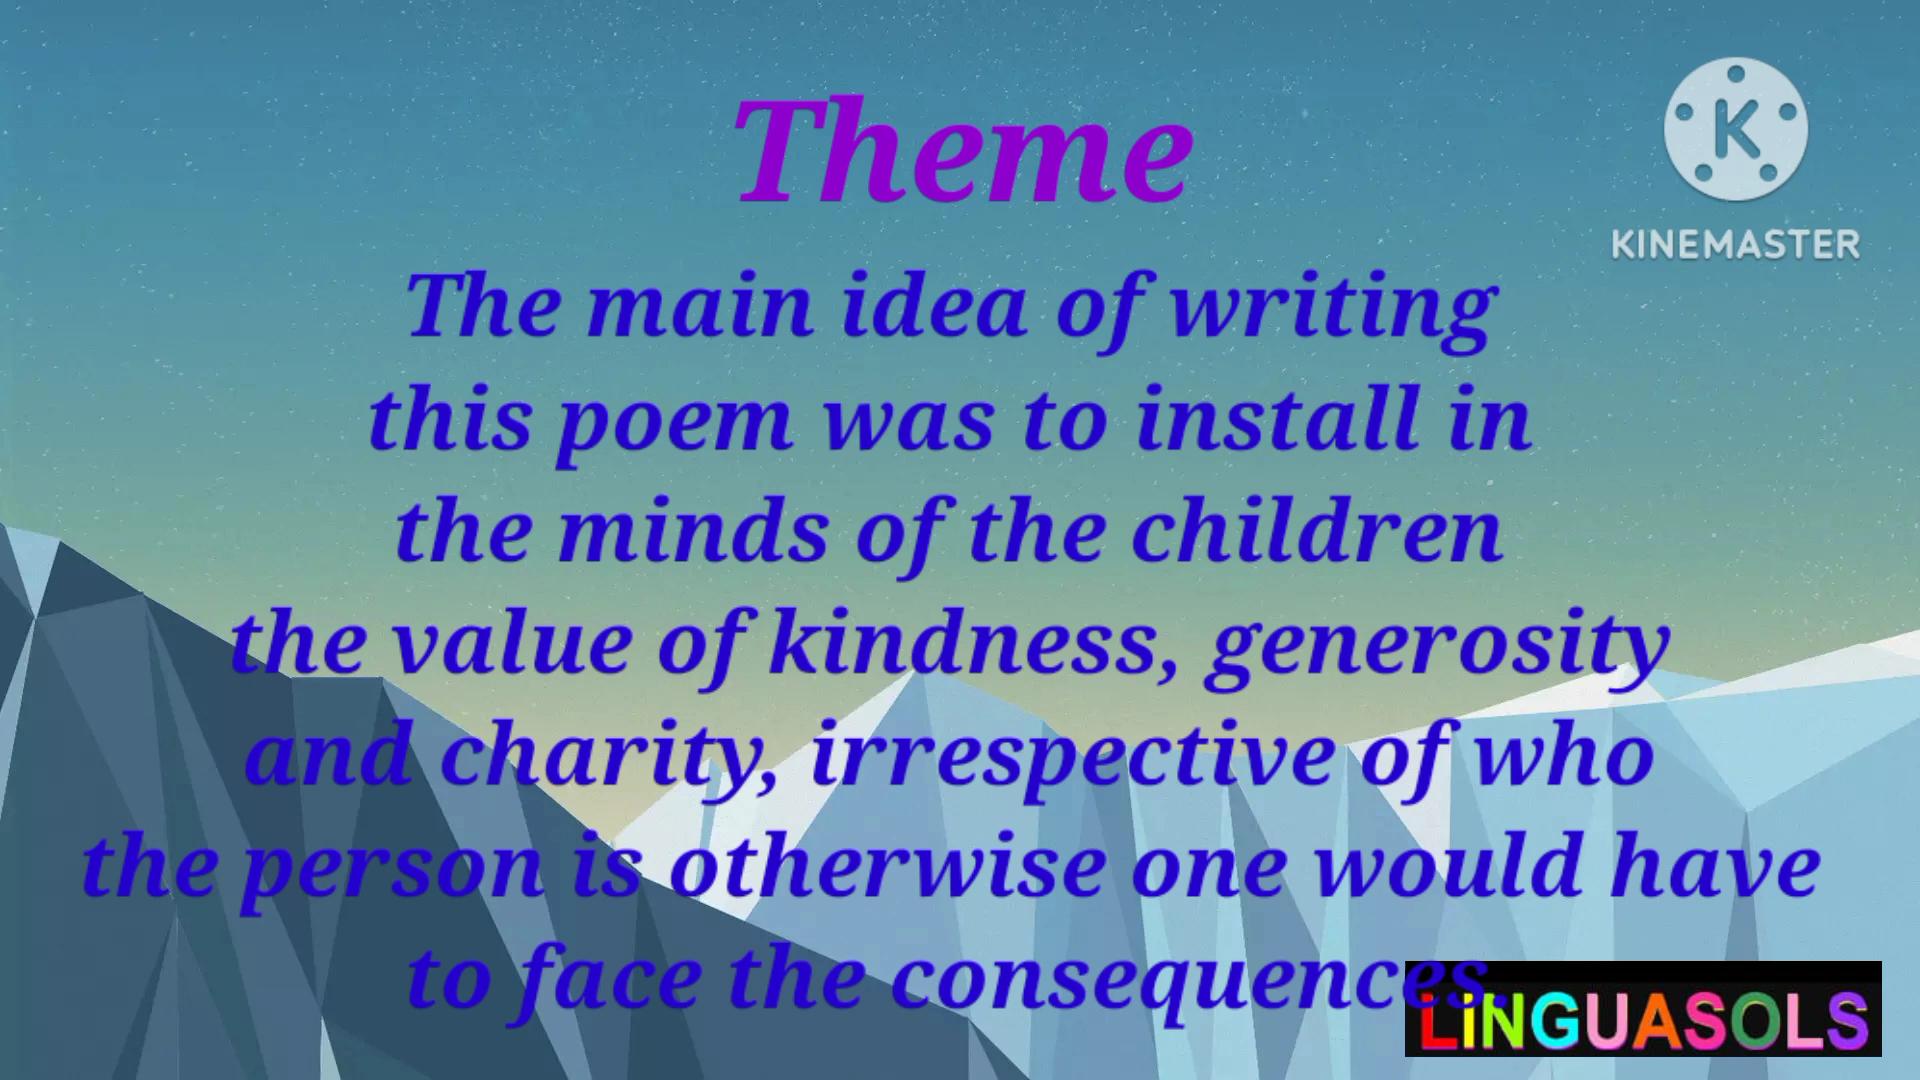 Theme
K
KINEMASTER
The main idea of writing
this poem was to install in
the minds of the children
the value of kindness, generosity
and charity, irrespective of who
the person is otherwise one would have
to face the consequences.
LiNGUASOLS